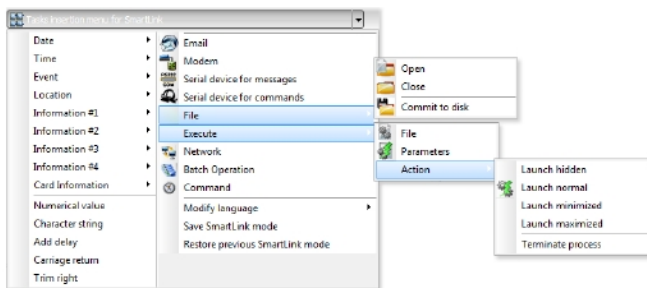 Tasks Insertion menu for SmartLink
Date
Time
Event
Location
Information #1
Information #2
Information #3
Information #4
Card Information
Numerical value
Character string
Add delay
Carriage return
Trim right
Email
Modem
Serial device for messages
Serial device for commands
File
Execute
Network
Batch Operation
Command
Modify language
Save SmartLink mode
Restore previous SmartLink mode
Open
Close
Commit to disk
File
Parameters
Action
Launch hidden
Launch normal
Launch minimized
Launch maximized
Terminate process